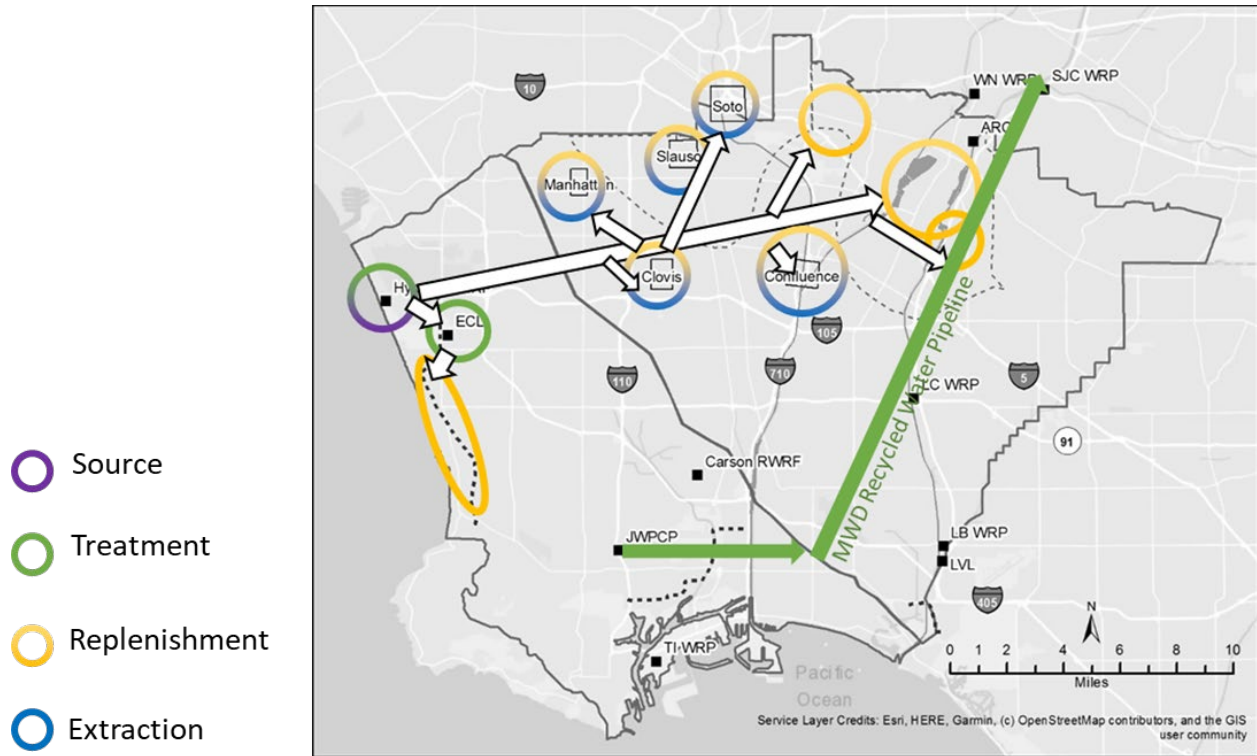 Source
Treatment
Replenishment
Extraction
10
WN WRP
SJC WRP
Soto
Slauso
Manhattan
Clovis
Confluence
ECL
105
110
710
5
LC WRP
91
MWD Recycled Water Pipeline
Carson RWRF
JWPCP
LB WRP
LVL
405
TI WRP
N
0 1 2 4 6 8 10
Miles
Pacific
Ocean
Service Layer Credits: Esri, HERE, Garmin, (c) OpenStreetMap contributors, and the GIS
user community